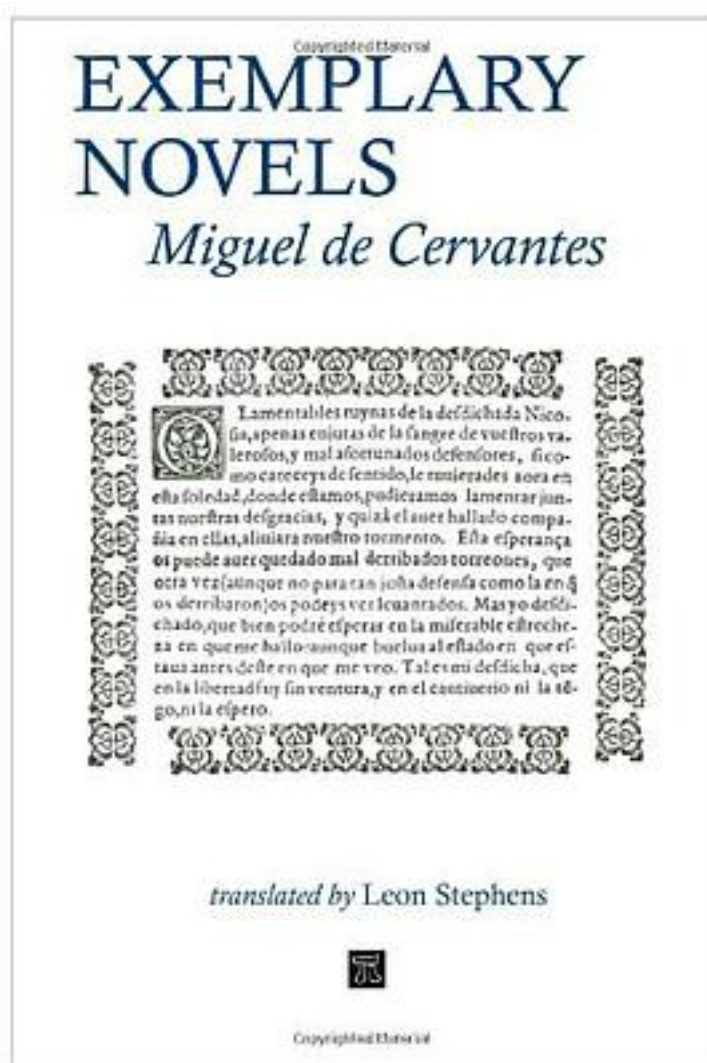 Copyrighted Material
EXEMPLARY
NOVELS
Miguel de Cervantes
O Lamentables ruynas de la desdichada Nico-
sia, apenas enjutas de la sangre de vuestros va-
lerosos, y mal afortunados defensores, si co-
mo careceys de sentido, le tuuierades aora en
esta soledad, donde estamos, pudieramos lamentar jun-
tas nuestras desgracias, y quiza el auer hallado compa-
ñia en ellas, aliuiara nuestro tormento. Esta esperança
os puede auer quedado mal derribados torreones, que
otra vez (aunque no para tan justa defensa como la en q̃
os derribaron) os podeys ver leuantados. Mas yo desdi-
chado, que bien podrè esperar en la miserable estreche-
za en que me hallo aunque buelua al estado en que es-
taua antes deste en que me veo. Tal es mi desdicha, que
en la libertad fuy sin ventura, y en el cautiuerio ni la tē-
go, ni la espero.
translated by Leon Stephens
Copyrighted Material